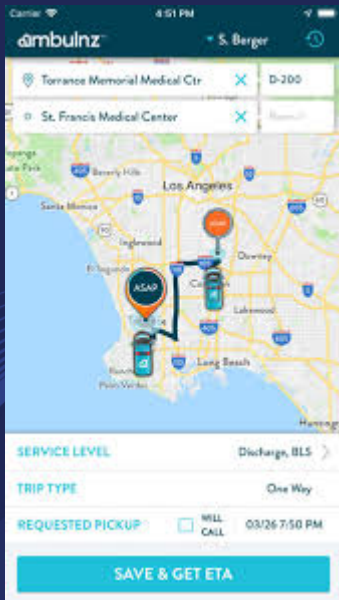 Carrier 4:51 PM
ambulnz S. Berger
Torrance Memorial Medical Ctr D-200
St. Francis Medical Center
Beverly Hills
Los Angeles
Santa Monica
Inglewood
ASAP
El Segundo
Downey
ASAP
Lakewood
Long Beach
SERVICE LEVEL Discharge, BLS
TRIP TYPE One Way
REQUESTED PICKUP WILL CALL 03/26 7:50 PM
SAVE & GET ETA